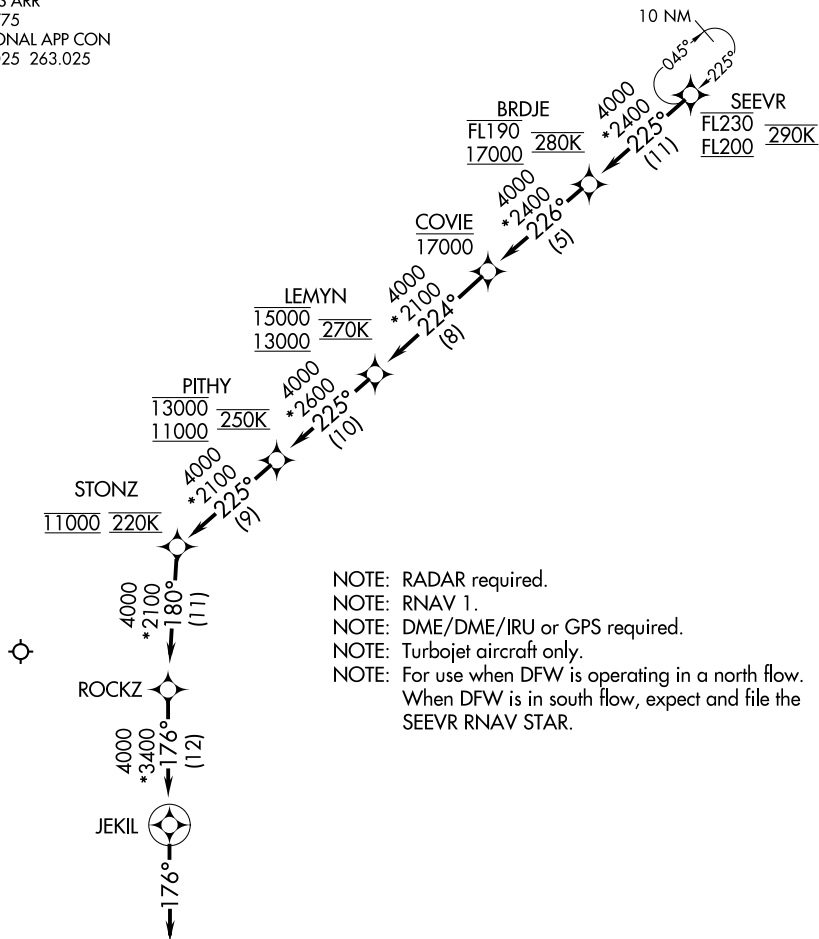 10 NM
045°
225°
SEEVR
FL230
FL200
290K
4000
*2400
225°
(11)
BRDJE
FL190
17000
280K
4000
*2400
226°
(5)
COVIE
17000
4000
*2100
224°
(8)
LEMYN
15000
13000
270K
4000
*2600
225°
(10)
PITHY
13000
11000
250K
4000
*2100
225°
(9)
STONZ
11000 220K
4000
*2100
180°
(11)
ROCKZ
4000
*3400
176°
(12)
JEKIL
176°
NOTE: RADAR required.
NOTE: RNAV 1.
NOTE: DME/DME/IRU or GPS required.
NOTE: Turbojet aircraft only.
NOTE: For use when DFW is operating in a north flow.
When DFW is in south flow, expect and file the
SEEVR RNAV STAR.
ARR
75
ONAL APP CON
25 263.025